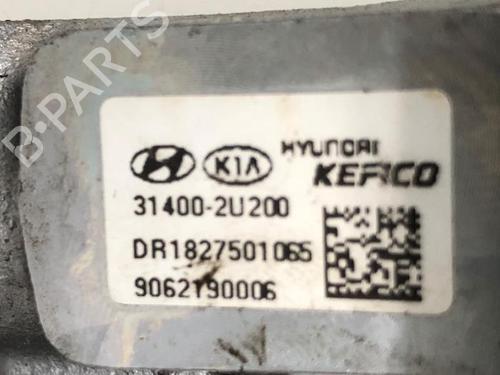 B-PARTS
KIA HYUNDAI
KEFICO
31400-2U200
DR1827501065
9062190006